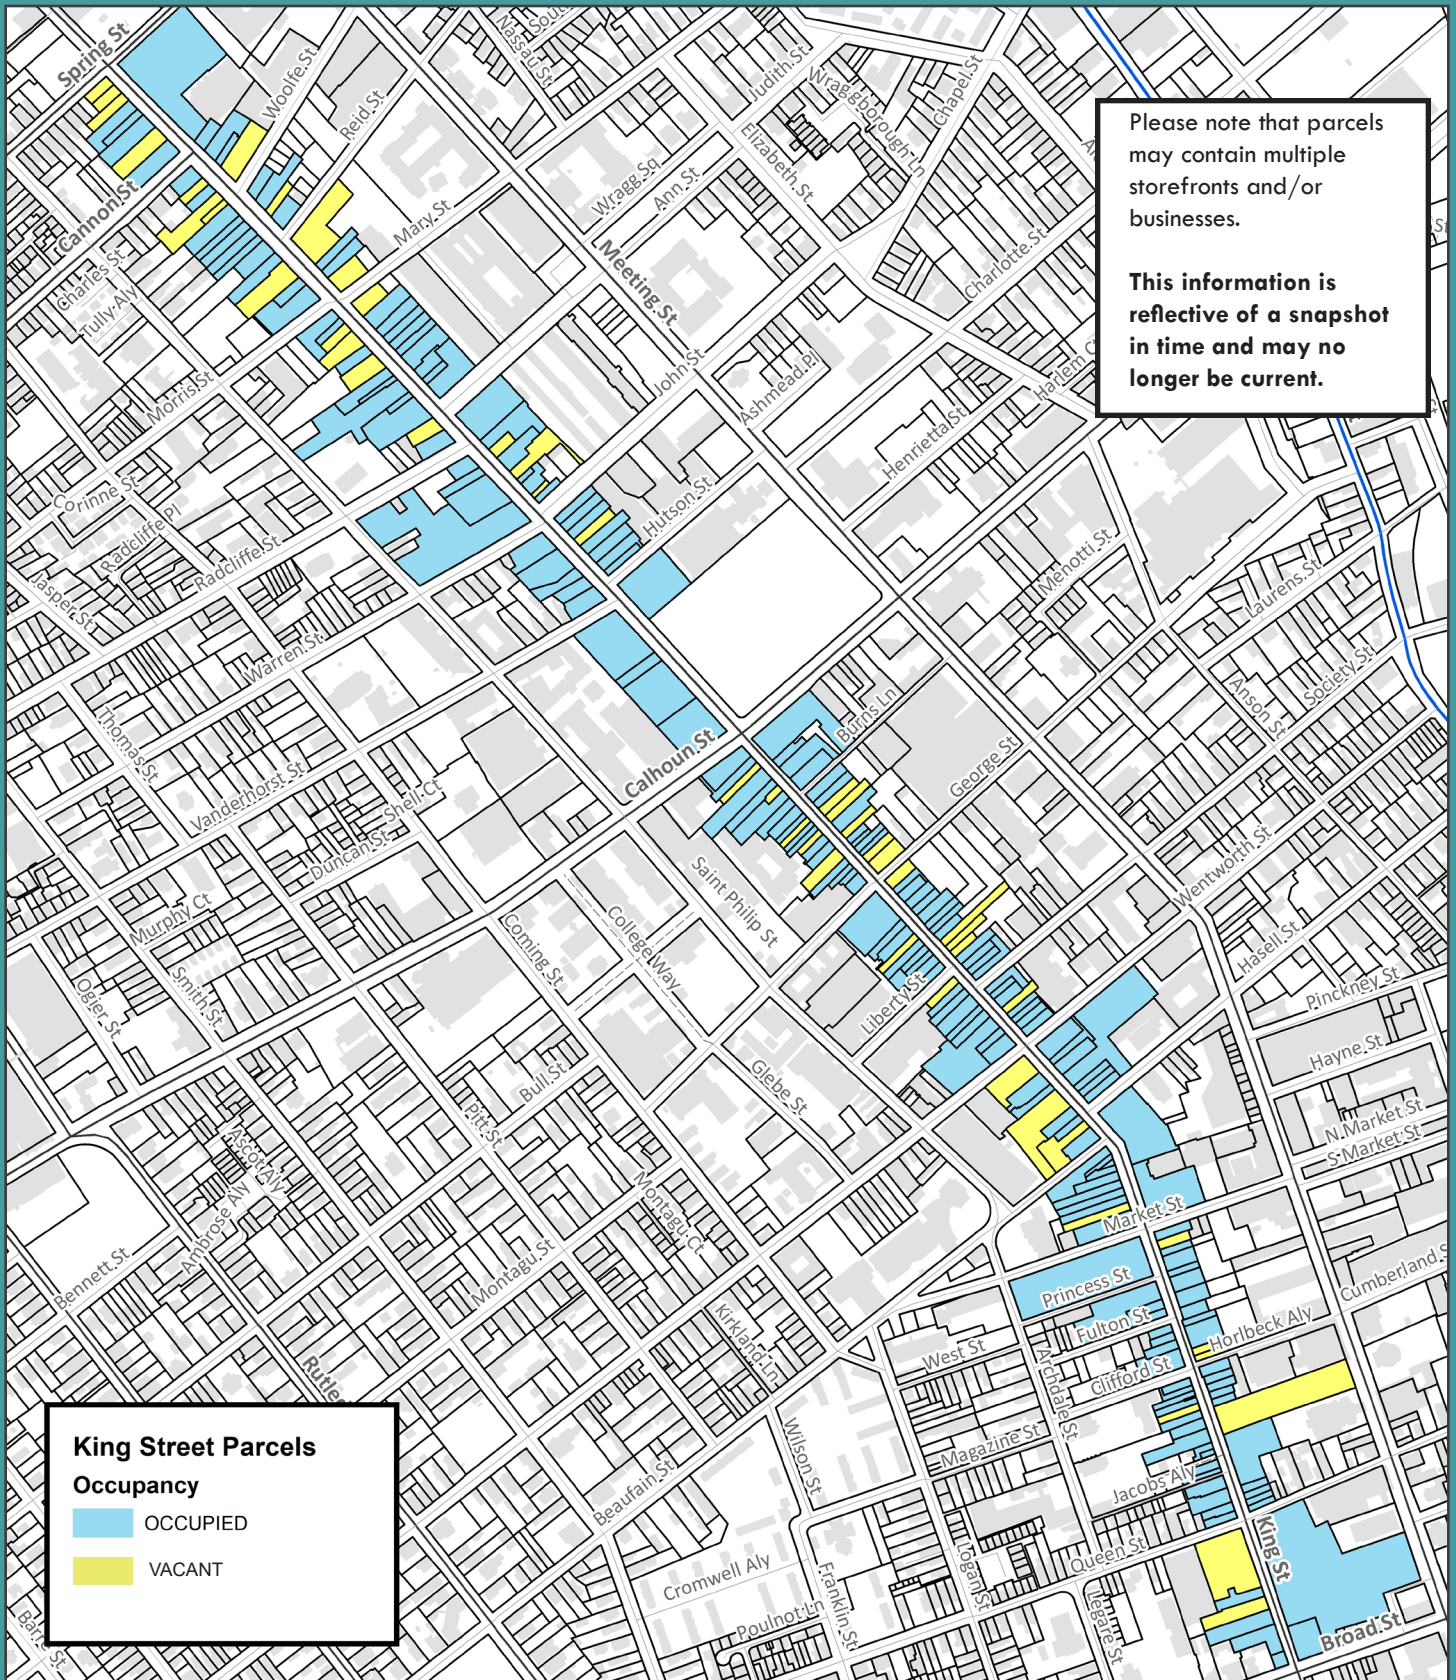 Spring St
Woolfe St
Reid St
Nassau St
Judith St
Wraggborough Ln
Chapel St
Elizabeth St
Wragg Sq
Ann St
Mary St
Cannon St
Charles St
Tully Aly
Meeting St
Charlotte St
Please note that parcels
may contain multiple
storefronts and/or
businesses.
This information is
reflective of a snapshot
in time and may no
longer be current.
Morris St
John St
Ashmead Pl
Henrietta St
Corinne St
Radcliffe Pl
Radcliffe St
Jasper St
Hutson St
Menotti St
Laurens St
Warren St
Thomas St
Vanderhorst St
Calhoun St
Burns Ln
George St
Anson St
Society St
Duncan St
Shell Ct
Murphy Ct
Smith St
Ogier St
Coming St
College Way
Saint Philip St
Liberty St
Wentworth St
Hasell St
Pinckney St
Hayne St
N Market St
S Market St
Bull St
Pitt St
Glebe St
Ascot Aly
Ambrose Aly
Montagu Ct
Montagu St
Bennett St
Market St
Princess St
Fulton St
Horlbeck Aly
Kirkland Ln
West St
Archdale St
Clifford St
Magazine St
Wilson St
Beaufain St
Jacobs Aly
Queen St
King St
Logan St
Cromwell Aly
Franklin St
Poulnot Ln
Legare St
Broad St
King Street Parcels
Occupancy
OCCUPIED
VACANT